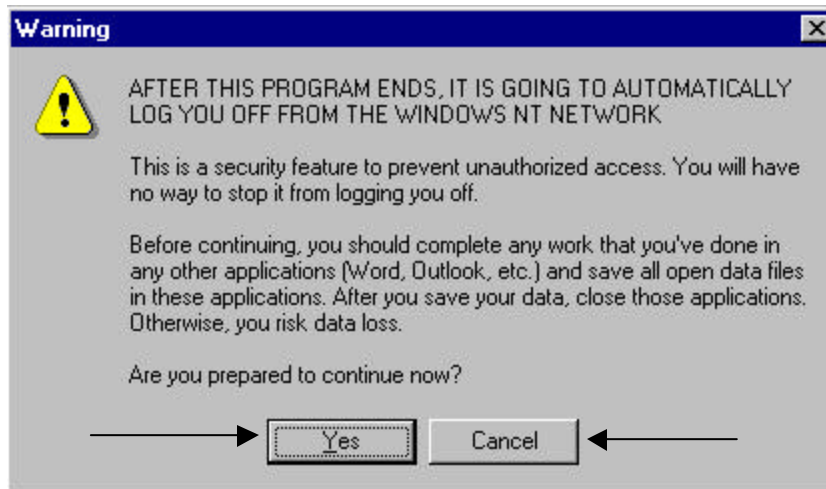 Warning
AFTER THIS PROGRAM ENDS, IT IS GOING TO AUTOMATICALLY
LOG YOU OFF FROM THE WINDOWS NT NETWORK
This is a security feature to prevent unauthorized access. You will have
no way to stop it from logging you off.
Before continuing, you should complete any work that you've done in
any other applications (Word, Outlook, etc.) and save all open data files
in these applications. After you save your data, close those applications.
Otherwise, you risk data loss.
Are you prepared to continue now?
Yes
Cancel